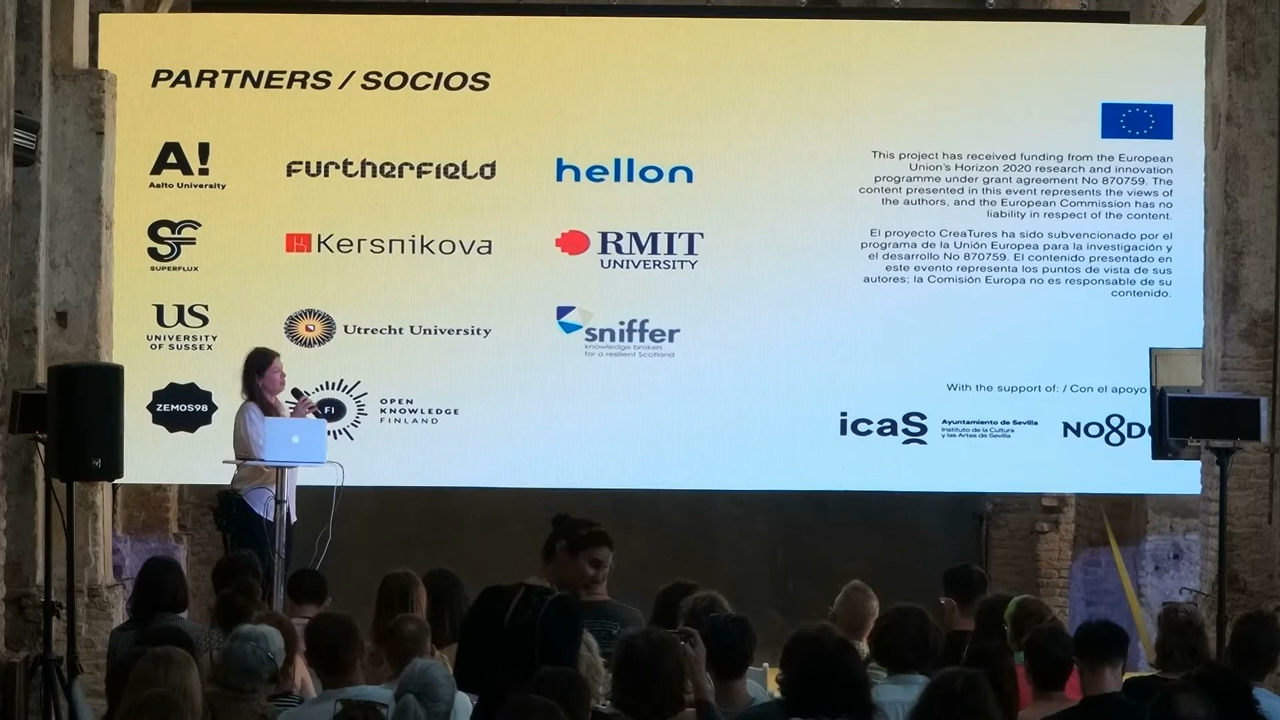 PARTNERS / SOCIOS
A!
Aalto University
FURTHERFIELD
hellon
SF
SUPERFLUX
Kersnikova
RMIT
UNIVERSITY
US
UNIVERSITY
OF SUSSEX
Utrecht University
sniffer
knowledge brokers
for a resilient Scotland
ZEMOS98
FI
OPEN
KNOWLEDGE
FINLAND
This project has received funding from the European
Union's Horizon 2020 research and innovation
programme under grant agreement No 870759. The
content presented in this event represents the views of
the authors, and the European Commission has no
liability in respect of the content.
El proyecto CreaTures ha sido subvencionado por el
programa de la Unión Europea para la investigación y
el desarrollo No 870759. El contenido presentado en
este evento representa los puntos de vista de sus
autores; la Comisión Europa no es responsable de su
contenido.
With the support of: / Con el apoyo
icas
Ayuntamiento de Sevilla
Instituto de la Cultura
y las Artes de Sevilla
NO8D